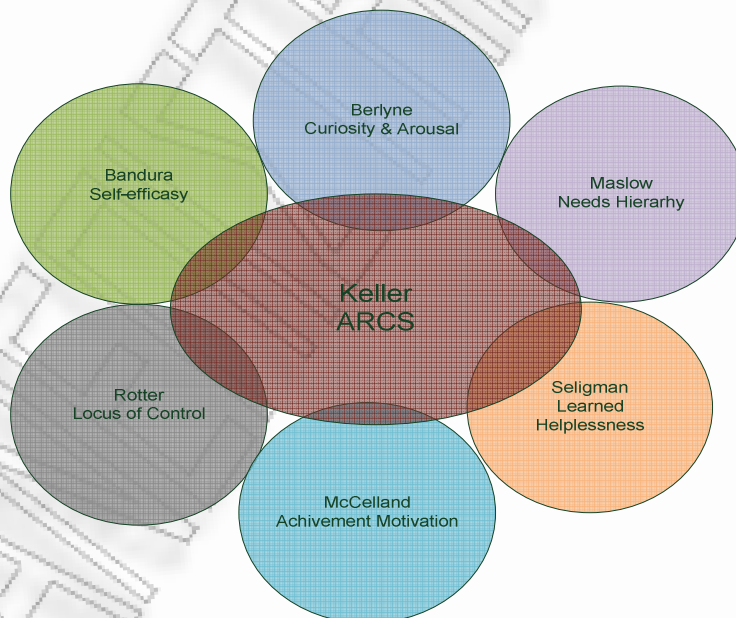 Berlyne
Curiosity & Arousal
Bandura
Self-efficasy
Maslow
Needs Hierarhy
Keller
ARCS
Rotter
Locus of Control
Seligman
Learned
Helplessness
McCelland
Achivement Motivation